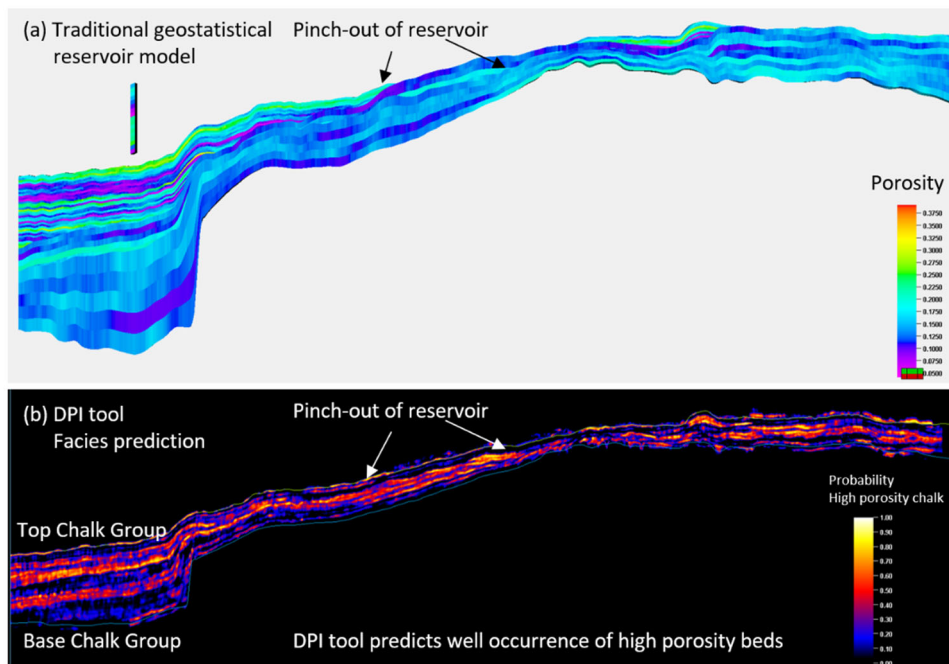 (a) Traditional geostatistical
reservoir model
Pinch-out of reservoir
Porosity
0.3750
0.3500
0.3250
0.3000
0.2750
0.2500
0.2250
0.2000
0.1750
0.1500
0.1250
0.1000
0.0750
0.0500
(b) DPI tool
Facies prediction
Pinch-out of reservoir
Top Chalk Group
Base Chalk Group
DPI tool predicts well occurrence of high porosity beds
Probability
High porosity chalk
1.00
0.90
0.80
0.70
0.60
0.50
0.40
0.30
0.20
0.10
0.00